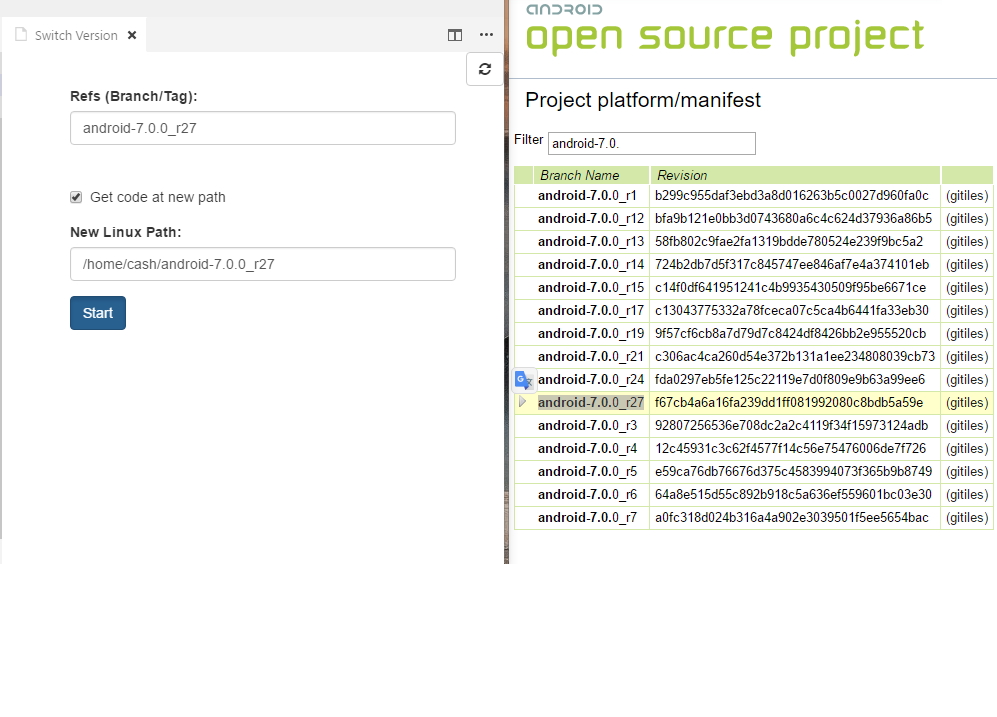 Switch Version
Refs (Branch/Tag):
android-7.0.0_r27
Get code at new path
New Linux Path:
/home/cash/android-7.0.0_r27
Start
android
open source project
Project platform/manifest
Filter android-7.0.
Branch Name Revision
android-7.0.0_r1 b299c955daf3ebd3a8d016263b5c0027d960fa0c (gitiles)
android-7.0.0_r12 bfa9b121e0bb3d0743680a6c4c624d37936a86b5 (gitiles)
android-7.0.0_r13 58fb802c9fae2fa1319bdde780524e239f9bc5a2 (gitiles)
android-7.0.0_r14 724b2db7d5f317c845747ee846af7e4a374101eb (gitiles)
android-7.0.0_r15 c14f0df641951241c4b9935430509f95be6671ce (gitiles)
android-7.0.0_r17 c13043775332a78fceca07c5ca4b6441fa33eb30 (gitiles)
android-7.0.0_r19 9f57cf6cb8a7d79d7c8424df8426bb2e955520cb (gitiles)
android-7.0.0_r21 c306ac4ca260d54e372b131a1ee234808039cb73 (gitiles)
android-7.0.0_r24 fda0297eb5fe125c22119e7d0f809e9b63a99ee6 (gitiles)
android-7.0.0_r27 f67cb4a6a16fa239dd1ff081992080c8bdb5a59e (gitiles)
android-7.0.0_r3 92807256536e708dc2a2c4119f34f15973124adb (gitiles)
android-7.0.0_r4 12c45931c3c62f4577f14c56e75476006de7f726 (gitiles)
android-7.0.0_r5 e59ca76db76676d375c4583994073f365b9b8749 (gitiles)
android-7.0.0_r6 64a8e515d55c892b918c5a636ef559601bc03e30 (gitiles)
android-7.0.0_r7 a0fc318d024b316a4a902e3039501f5ee5654bac (gitiles)